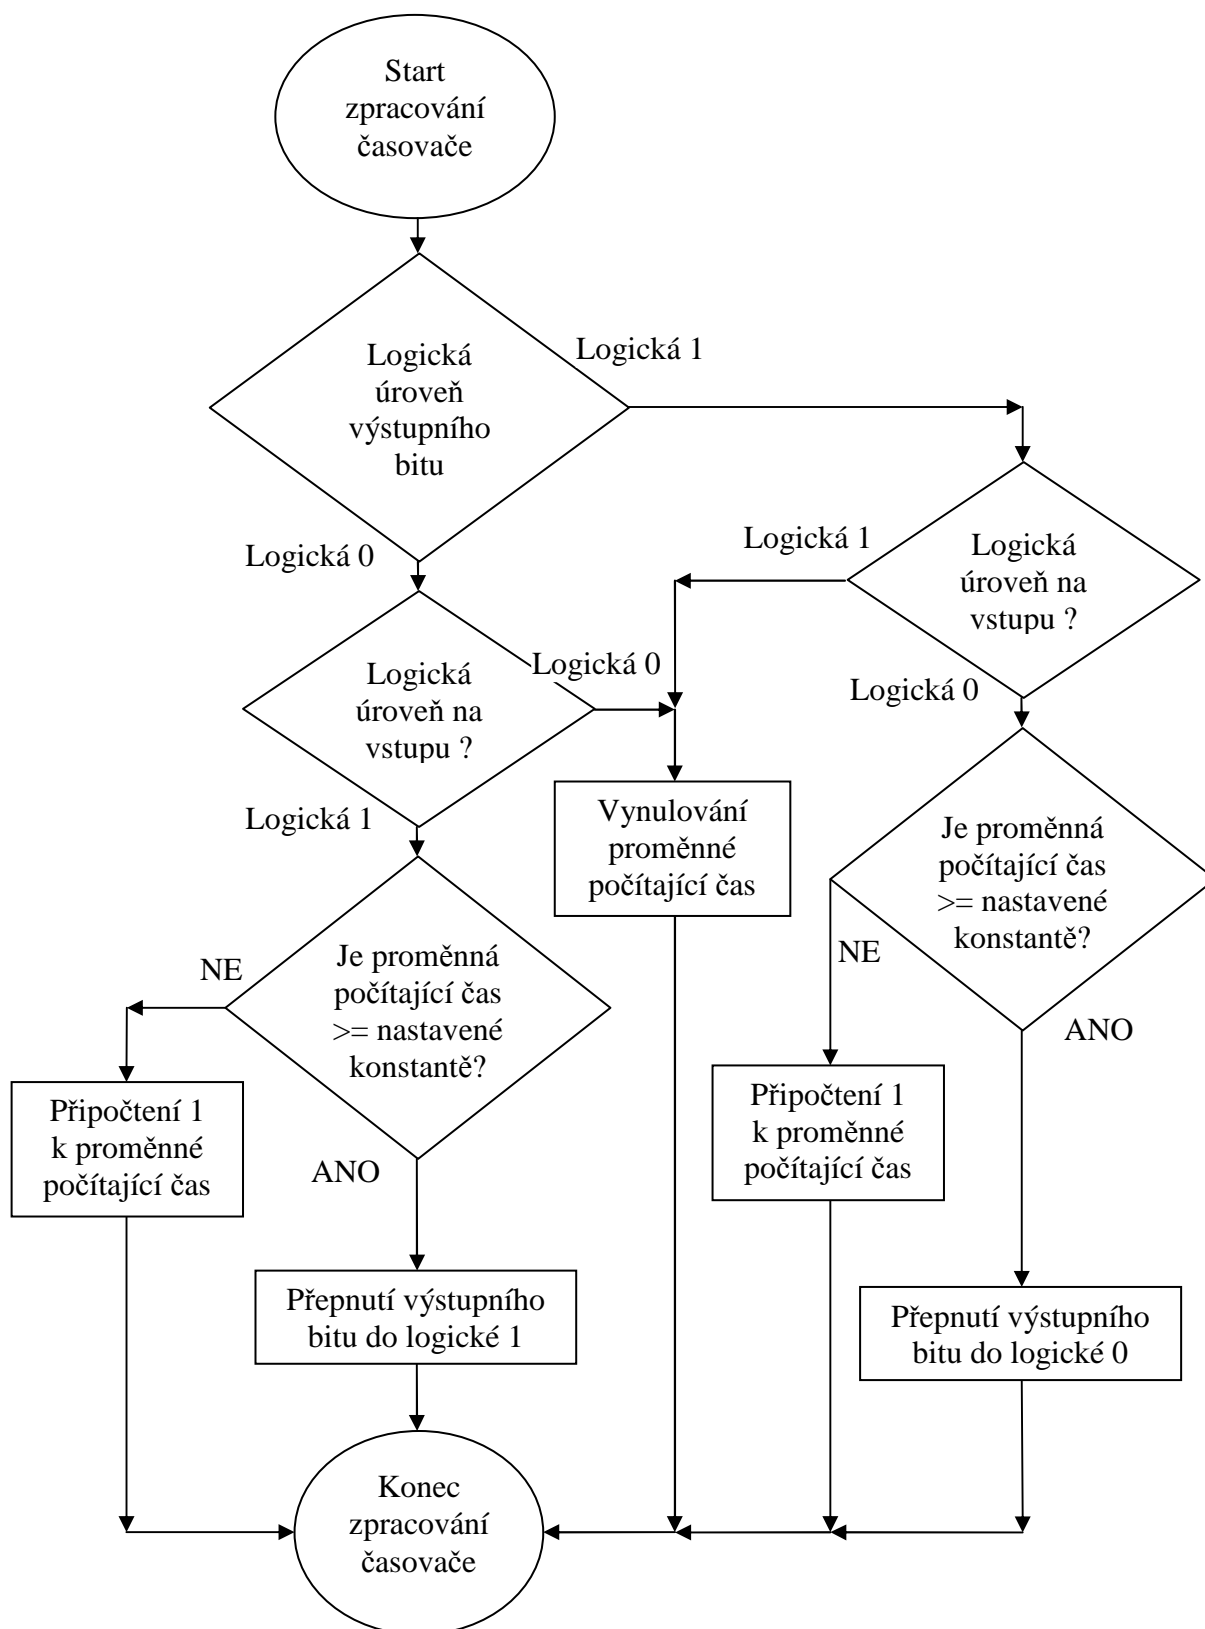 Start
zpracování
časovače
Logická 1
Logická
úroveň
výstupního
bitu
Logická 0
Logická 1
Logická
úroveň na
vstupu ?
Logická 0
Logická
úroveň na
vstupu ?
Logická 0
Logická 1
Vynulování
proměnné
počítající čas
Je proměnná
počítající čas
>= nastavené
konstantě?
NE
ANO
NE
Je proměnná
počítající čas
>= nastavené
konstantě?
ANO
Připočtení 1
k proměnné
počítající čas
Připočtení 1
k proměnné
počítající čas
Přepnutí výstupního
bitu do logické 1
Přepnutí výstupního
bitu do logické 0
Konec
zpracování
časovače